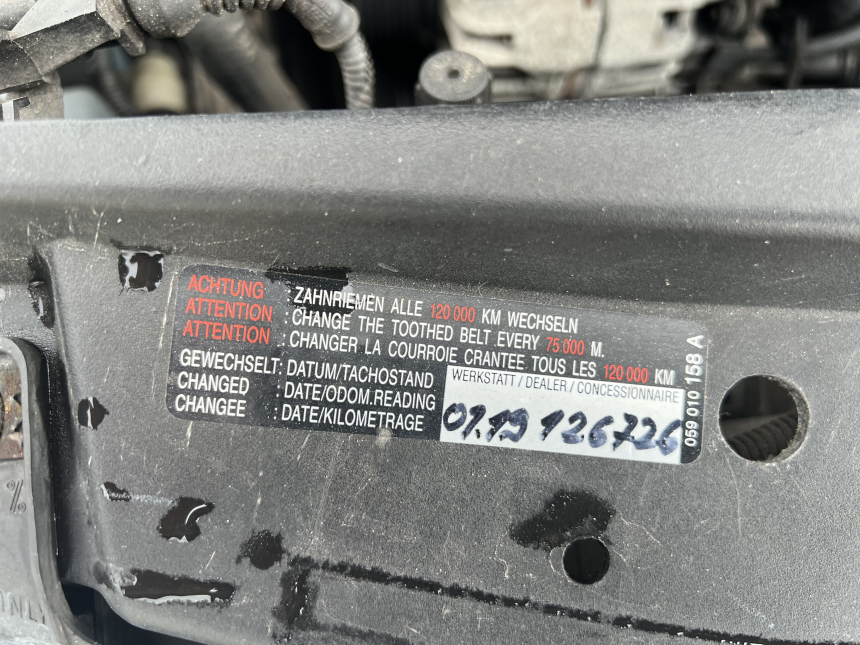 ACHTUNG : ZAHNRIEMEN ALLE 120 000 KM WECHSELN
ATTENTION : CHANGE THE TOOTHED BELT EVERY 75.000 M.
ATTENTION : CHANGER LA COURROIE CRANTEE TOUS LES 120 000 KM
GEWECHSELT: DATUM/TACHOSTAND
CHANGED : DATE/ODOM.READING
CHANGEE : DATE/KILOMETRAGE
WERKSTATT / DEALER / CONCESSIONNAIRE
01.19 126726
059 010 158 A
%